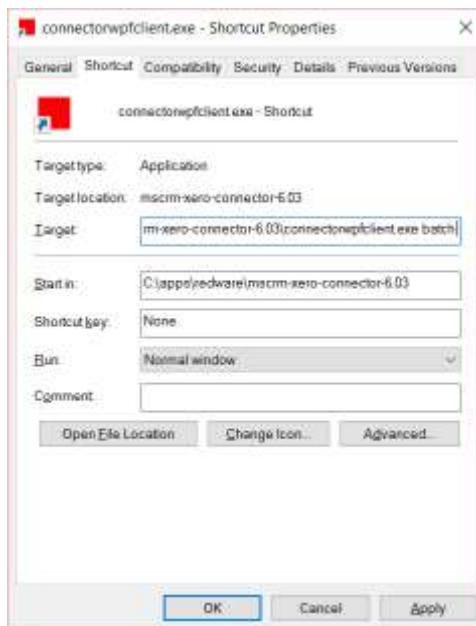 connectorwpfclient.exe - Shortcut Properties
General Shortcut Compatibility Security Details Previous Versions
connectorwpfclient.exe - Shortcut
Target type: Application
Target location: mscrm-xero-connector-6.03
Target: rm-xero-connector-6.03\connectorwpfclient.exe batch
Start in: C:\apps\redware\mscrm-xero-connector-6.03
Shortcut key: None
Run: Normal window
Comment:
Open File Location Change Icon... Advanced...
OK Cancel Apply